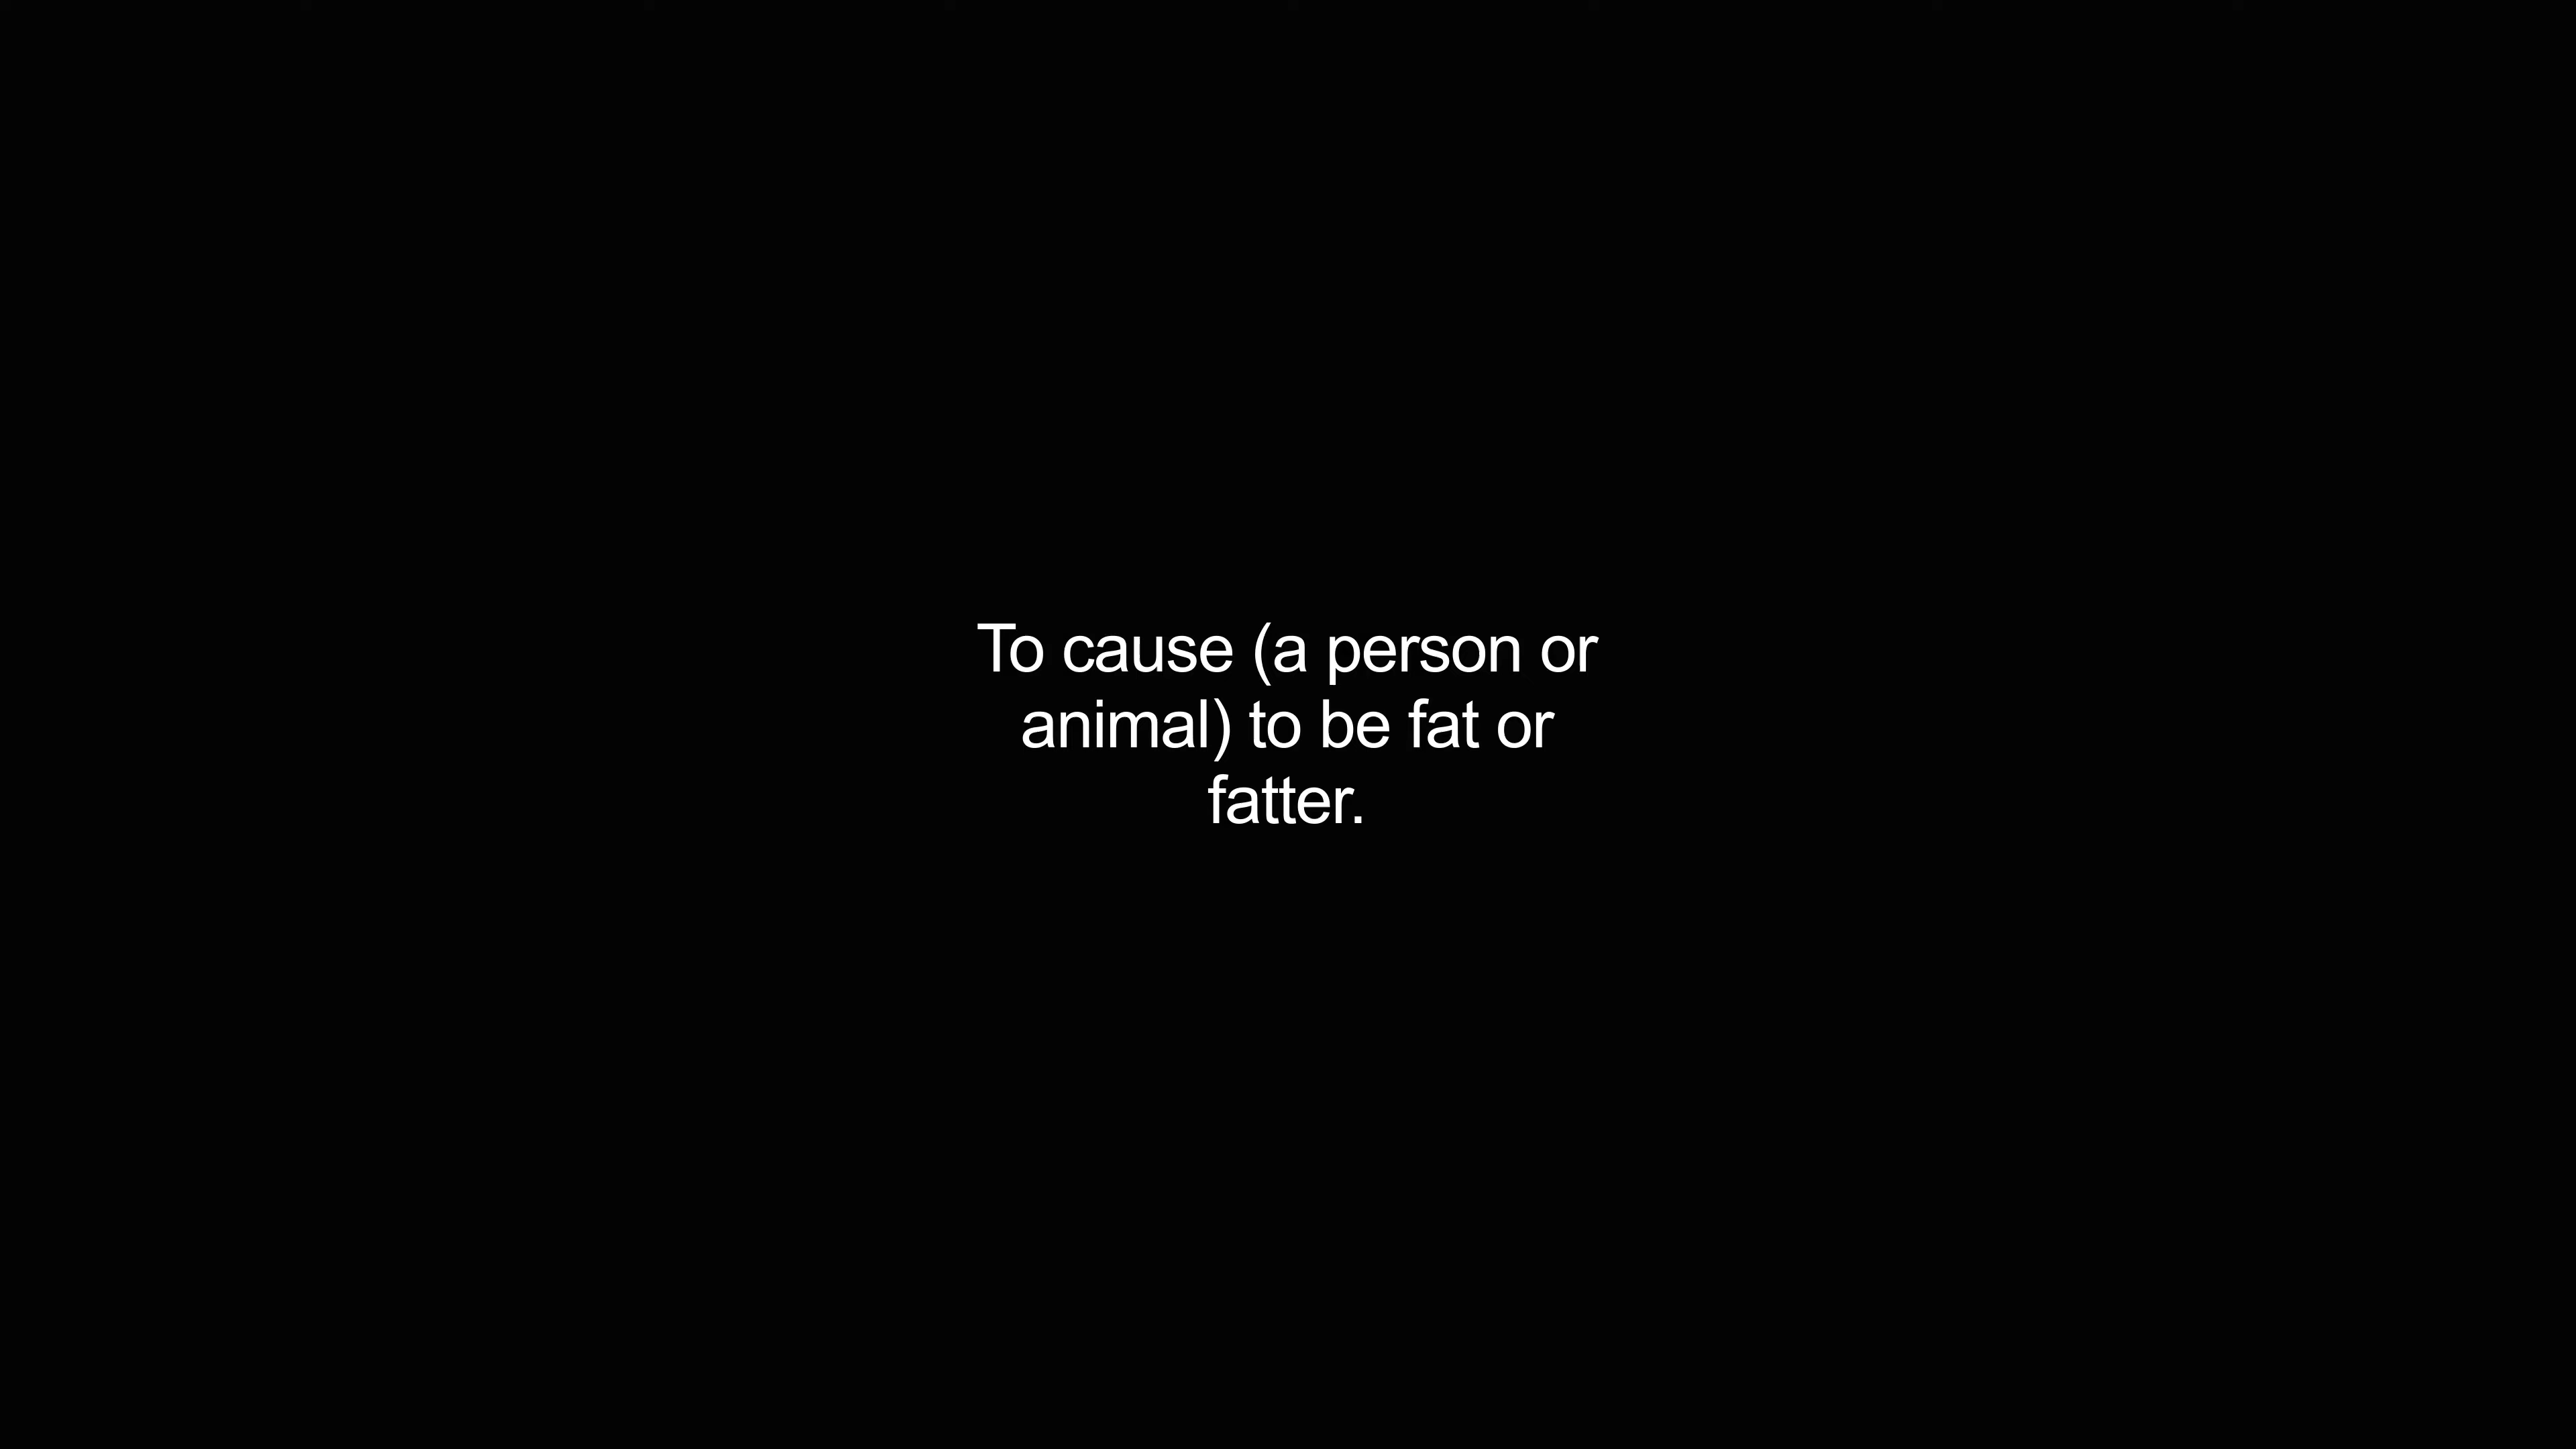 To cause (a person or
animal) to be fat or
fatter.